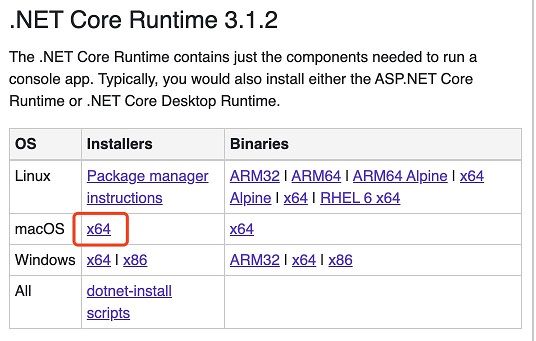 .NET Core Runtime 3.1.2
The .NET Core Runtime contains just the components needed to run a
console app. Typically, you would also install either the ASP.NET Core
Runtime or .NET Core Desktop Runtime.
OS Installers Binaries
Linux Package manager instructions ARM32 | ARM64 | ARM64 Alpine | x64 Alpine | x64 | RHEL 6 x64
macOS x64 x64
Windows x64 | x86 ARM32 | x64 | x86
All dotnet-install scripts